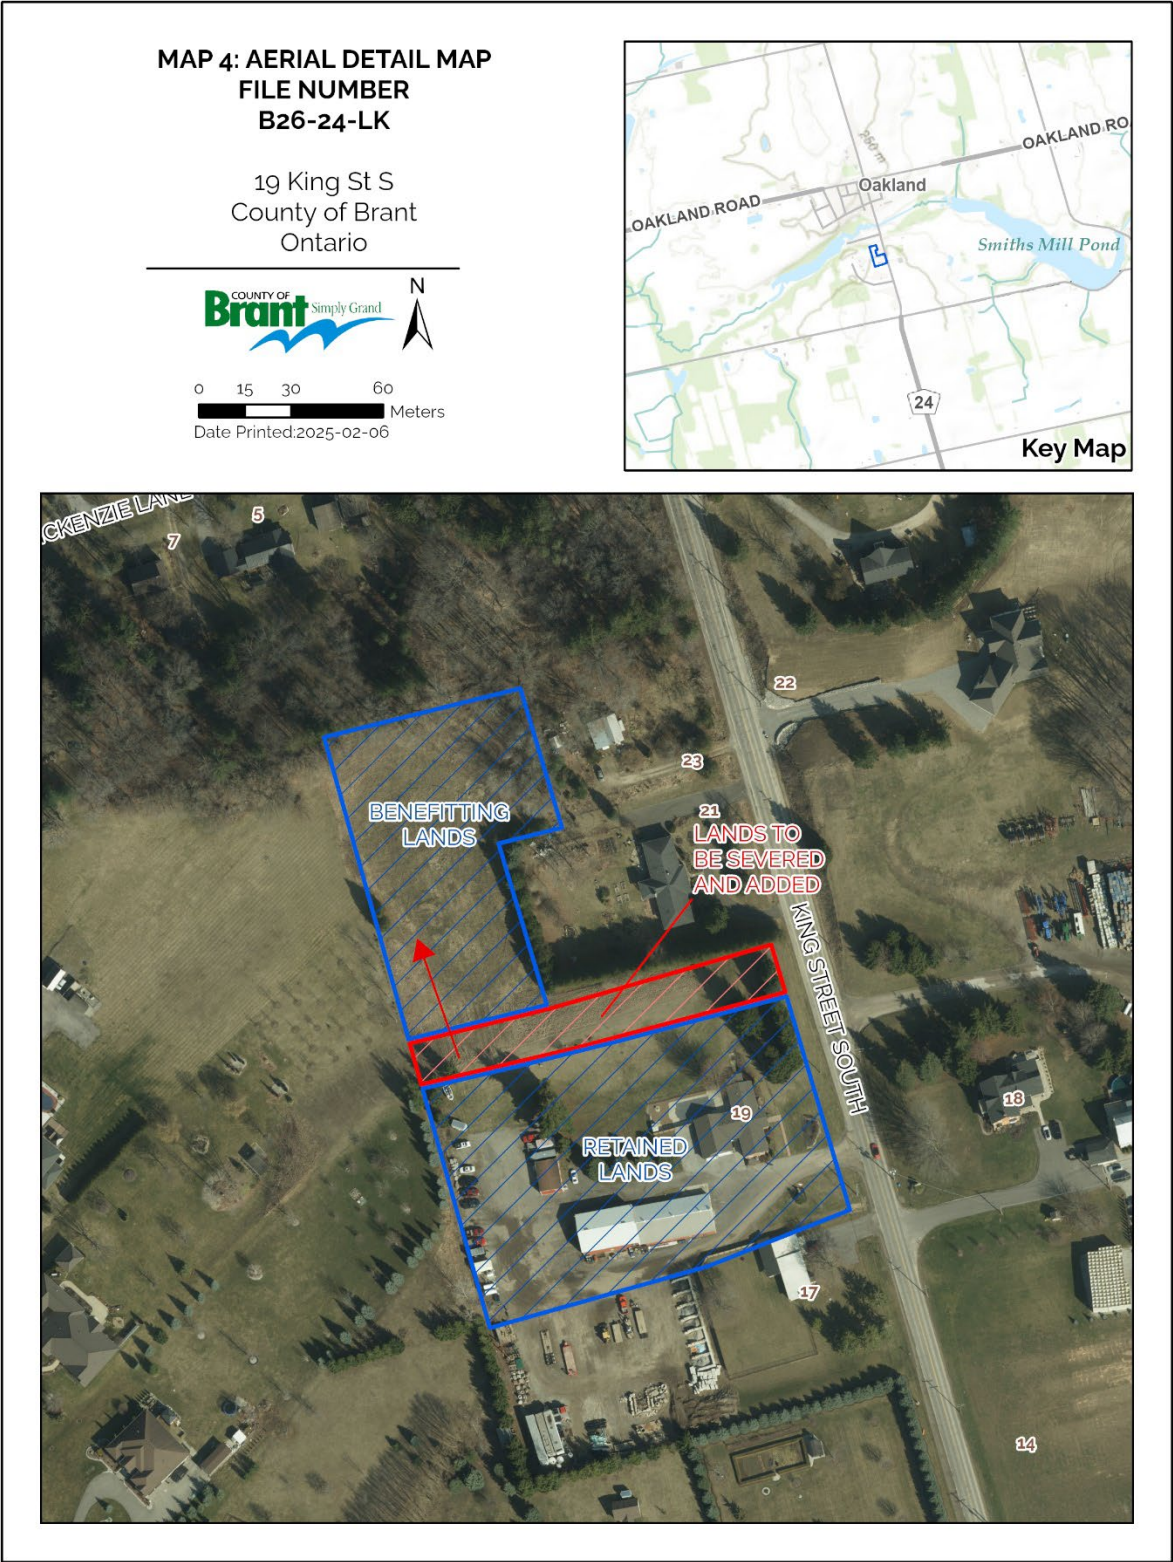 MAP 4: AERIAL DETAIL MAP
FILE NUMBER
B26-24-LK
19 King St S
County of Brant
Ontario
COUNTY OF
Brant Simply Grand
N
0 15 30 60
Meters
Date Printed:2025-02-06
260 m
OAKLAND RO
Oakland
OAKLAND ROAD
Smiths Mill Pond
24
Key Map
CKENZIE LANE
5
7
22
23
21
BENEFITTING
LANDS
LANDS TO
BE SEVERED
AND ADDED
KING STREET SOUTH
18
19
RETAINED
LANDS
17
14